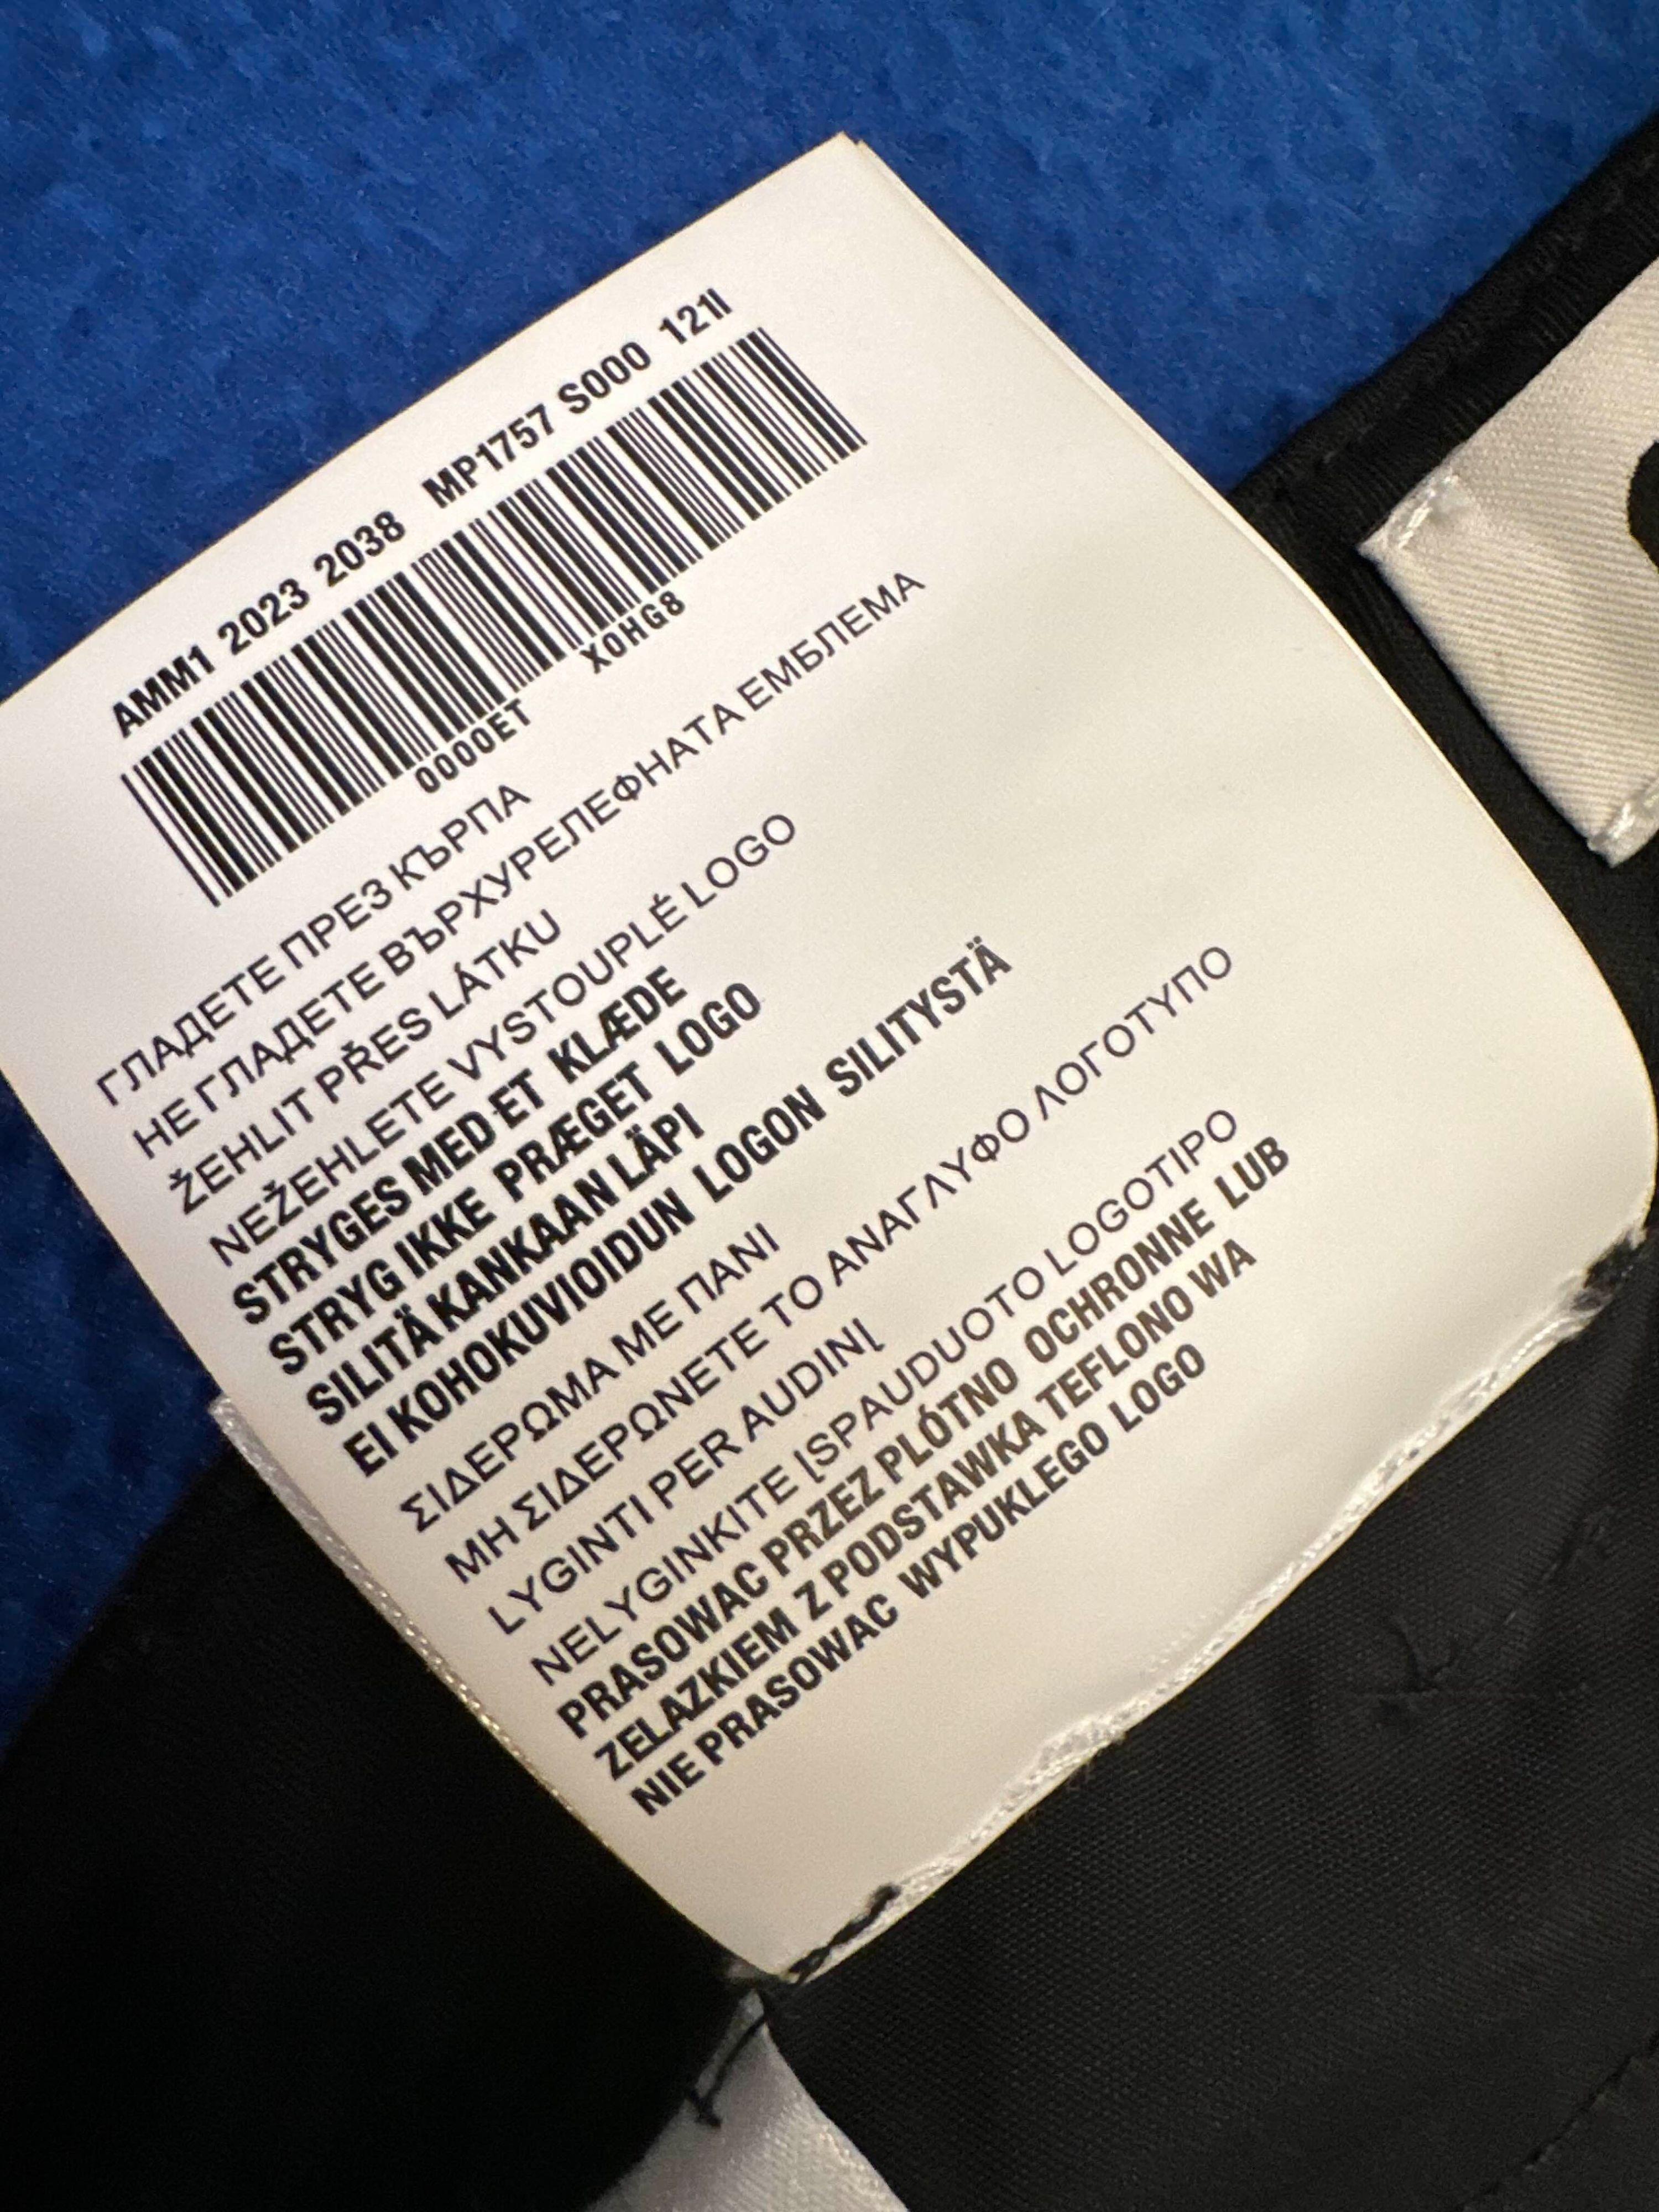 AMM1 2023 2038 MP1757 S000 121I
0000ET X0HG8
ГЛАДЕТЕ ПРЕЗ КЪРПА
НЕ ГЛАДЕТЕ ВЪРХУРЕЛЕФНАТА ЕМБЛЕМА
ŽEHLIT PŘES LÁTKU
NEŽEHLETE VYSTOUPLÉ LOGO
STRYGES MED ET KLÆDE
STRYG IKKE PRÆGET LOGO
SILITÄ KANKAAN LÄPI
EI KOHOKUVIOIDUN LOGON SILITYSTÄ
ΣΙΔΕΡΩΜΑ ΜΕ ΠΑΝΙ
ΜΗ ΣΙΔΕΡΩΝΕΤΕ ΤΟ ΑΝΑΓΛΥΦΟ ΛΟΓΟΤΥΠΟ
LYGINTI PER AUDINĮ
NELYGINKITE ĮSPAUDUOTO LOGOTIPO
PRASOWAC PRZEZ PLÓTNO OCHRONNE LUB
ZELAZKIEM Z PODSTAWKA TEFLONO WA
NIE PRASOWAC WYPUKLEGO LOGO